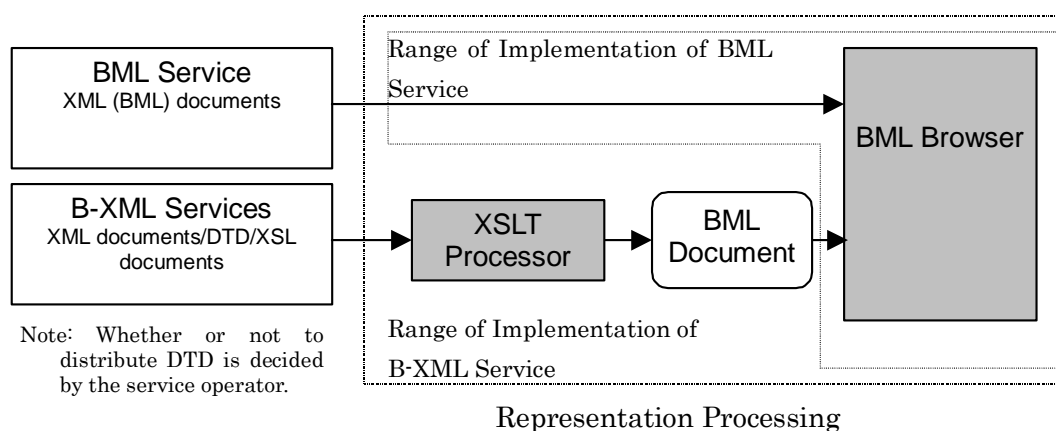 BML Service
XML (BML) documents
Range of Implementation of BML
Service
BML Browser
B-XML Services
XML documents/DTD/XSL
documents
XSLT
Processor
BML
Document
Note: Whether or not to
distribute DTD is decided
by the service operator.
Range of Implementation of
B-XML Service
Representation Processing